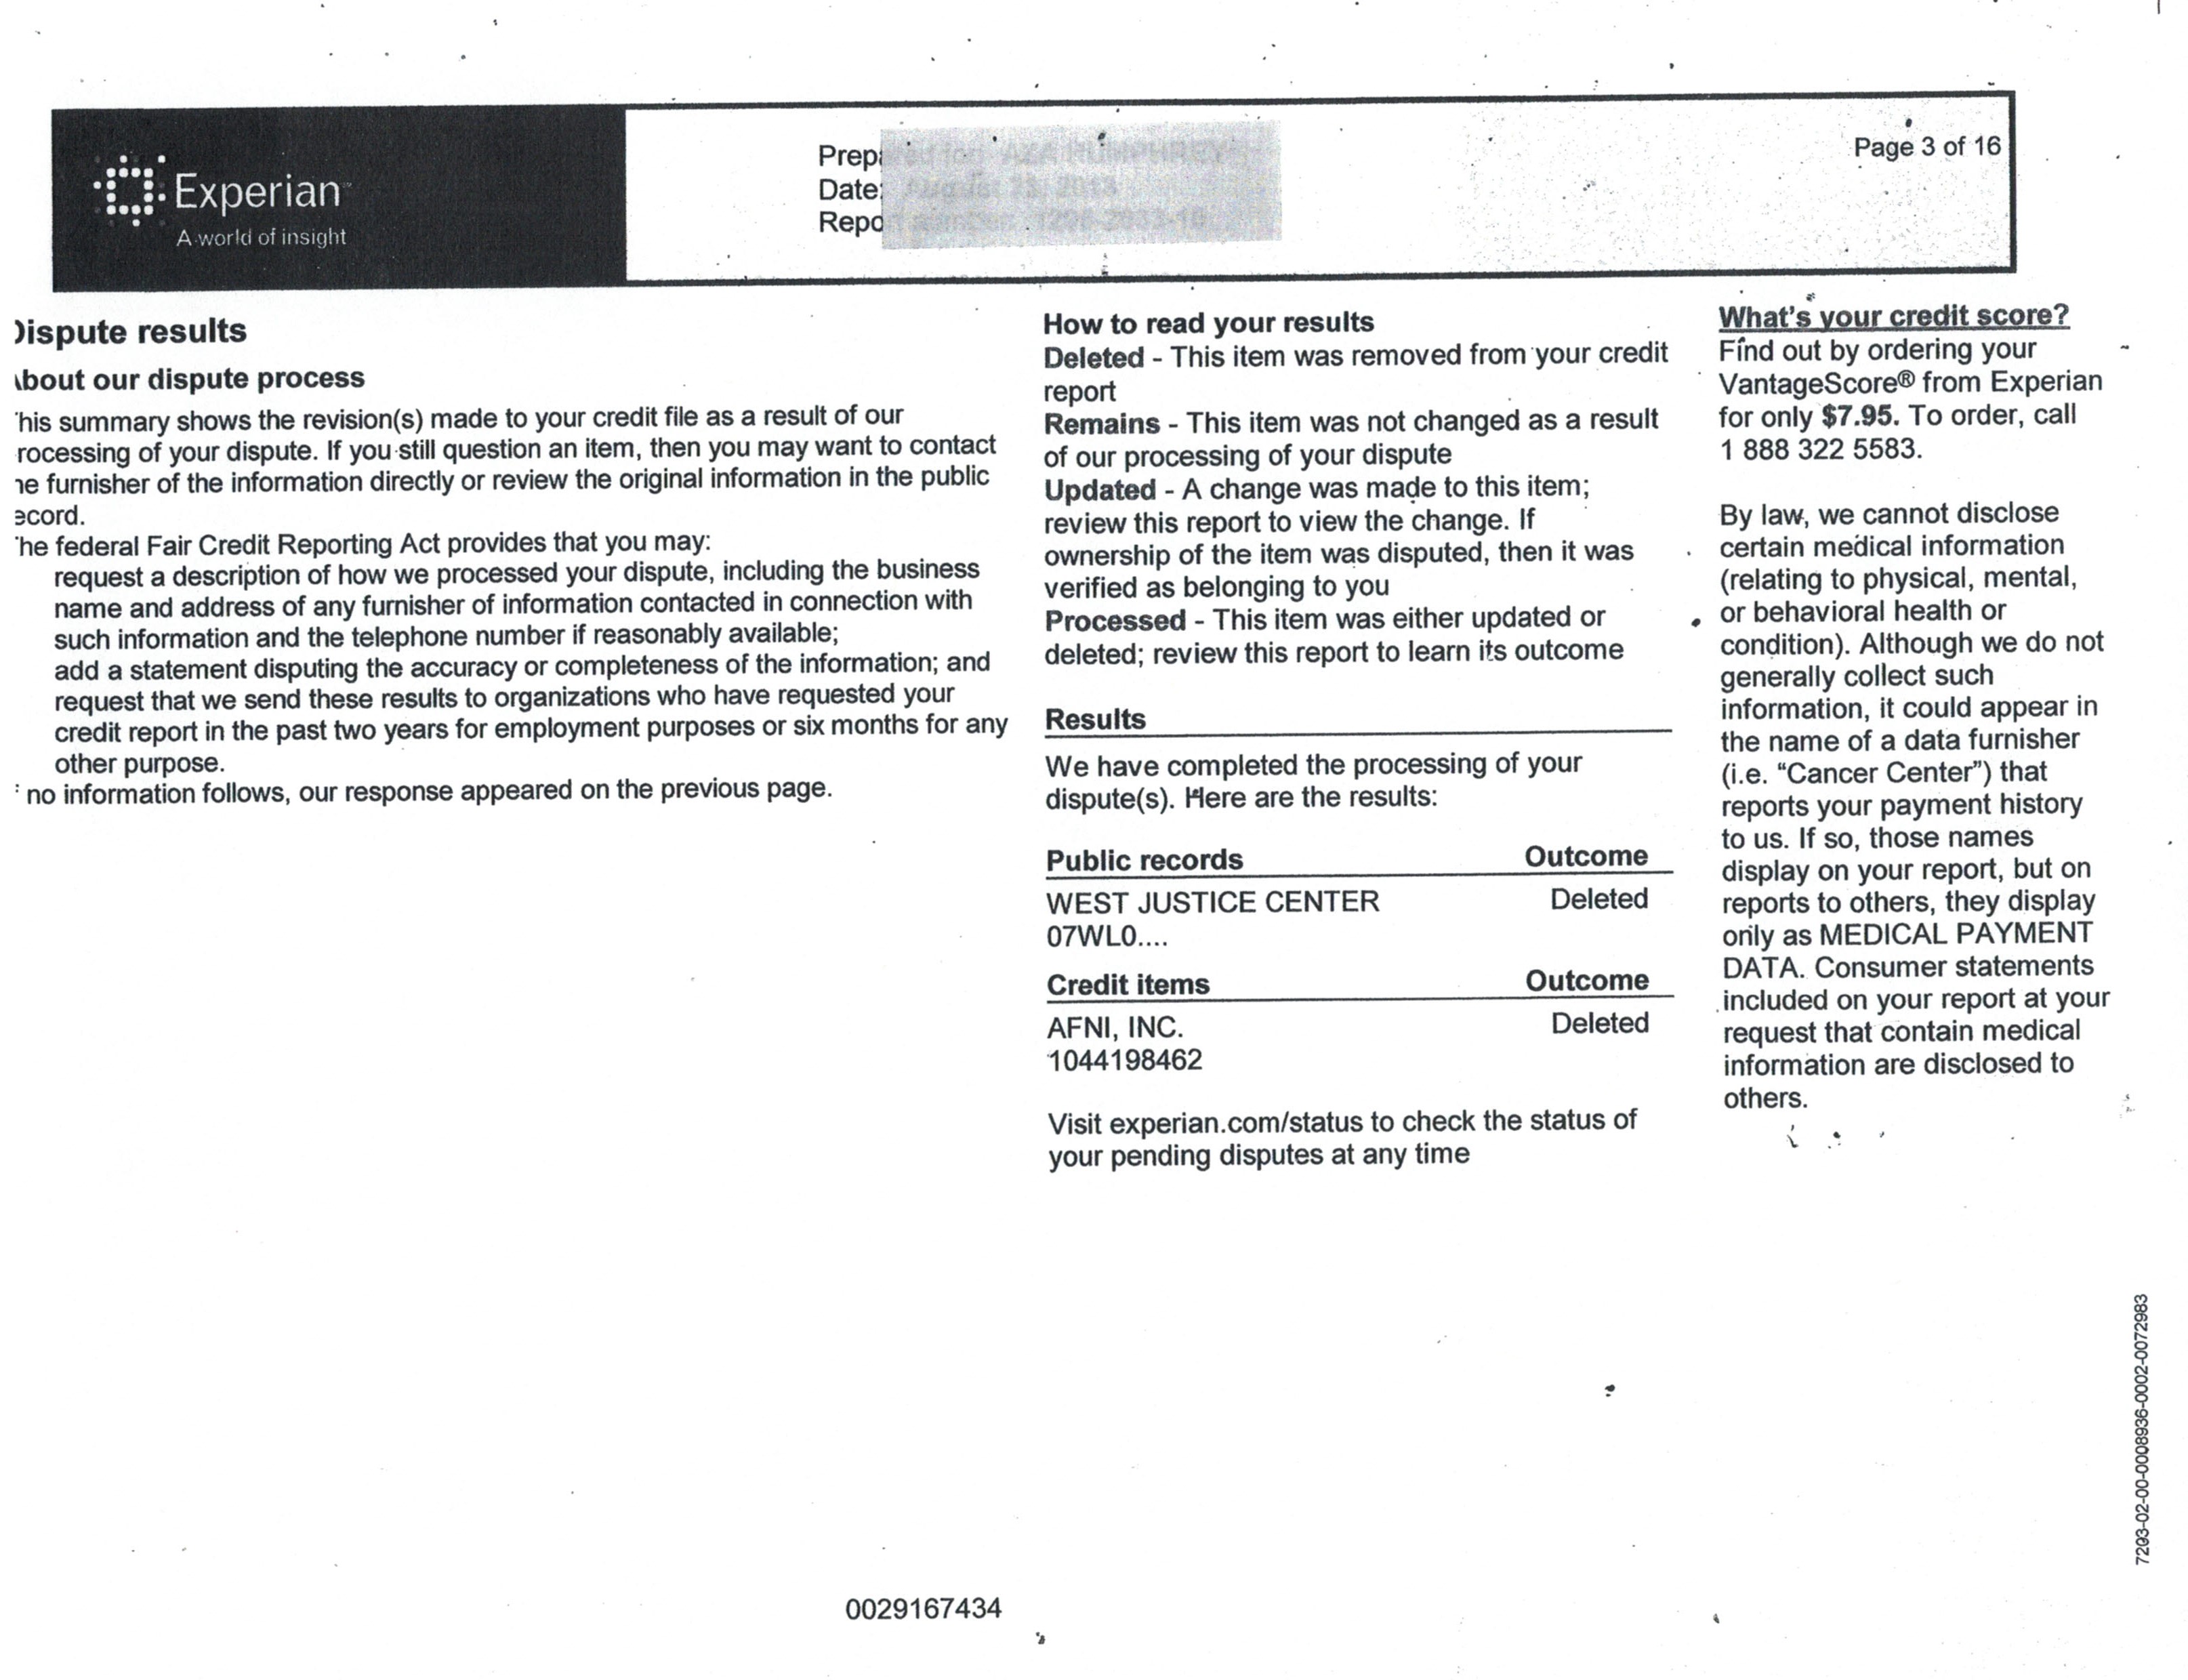 Experian
A world of insight
Prep
Date:
Repo
Page 3 of 16
Dispute results
About our dispute process
his summary shows the revision(s) made to your credit file as a result of our
rocessing of your dispute. If you still question an item, then you may want to contact
he furnisher of the information directly or review the original information in the public
ecord.
he federal Fair Credit Reporting Act provides that you may:
request a description of how we processed your dispute, including the business
name and address of any furnisher of information contacted in connection with
such information and the telephone number if reasonably available;
add a statement disputing the accuracy or completeness of the information; and
request that we send these results to organizations who have requested your
credit report in the past two years for employment purposes or six months for any
other purpose.
no information follows, our response appeared on the previous page.
How to read your results
Deleted - This item was removed from your credit
report
Remains - This item was not changed as a result
of our processing of your dispute
Updated - A change was made to this item;
review this report to view the change. If
ownership of the item was disputed, then it was
verified as belonging to you
Processed - This item was either updated or
deleted; review this report to learn its outcome
Results
We have completed the processing of your
dispute(s). Here are the results:
Public records Outcome
WEST JUSTICE CENTER Deleted
07WL0....
Credit items Outcome
AFNI, INC. Deleted
1044198462
Visit experian.com/status to check the status of
your pending disputes at any time
What's your credit score?
Find out by ordering your
VantageScore® from Experian
for only $7.95. To order, call
1 888 322 5583.
By law, we cannot disclose
certain medical information
(relating to physical, mental,
or behavioral health or
condition). Although we do not
generally collect such
information, it could appear in
the name of a data furnisher
(i.e. “Cancer Center”) that
reports your payment history
to us. If so, those names
display on your report, but on
reports to others, they display
only as MEDICAL PAYMENT
DATA. Consumer statements
included on your report at your
request that contain medical
information are disclosed to
others.
7293-02-00-0008936-0002-0072983
0029167434